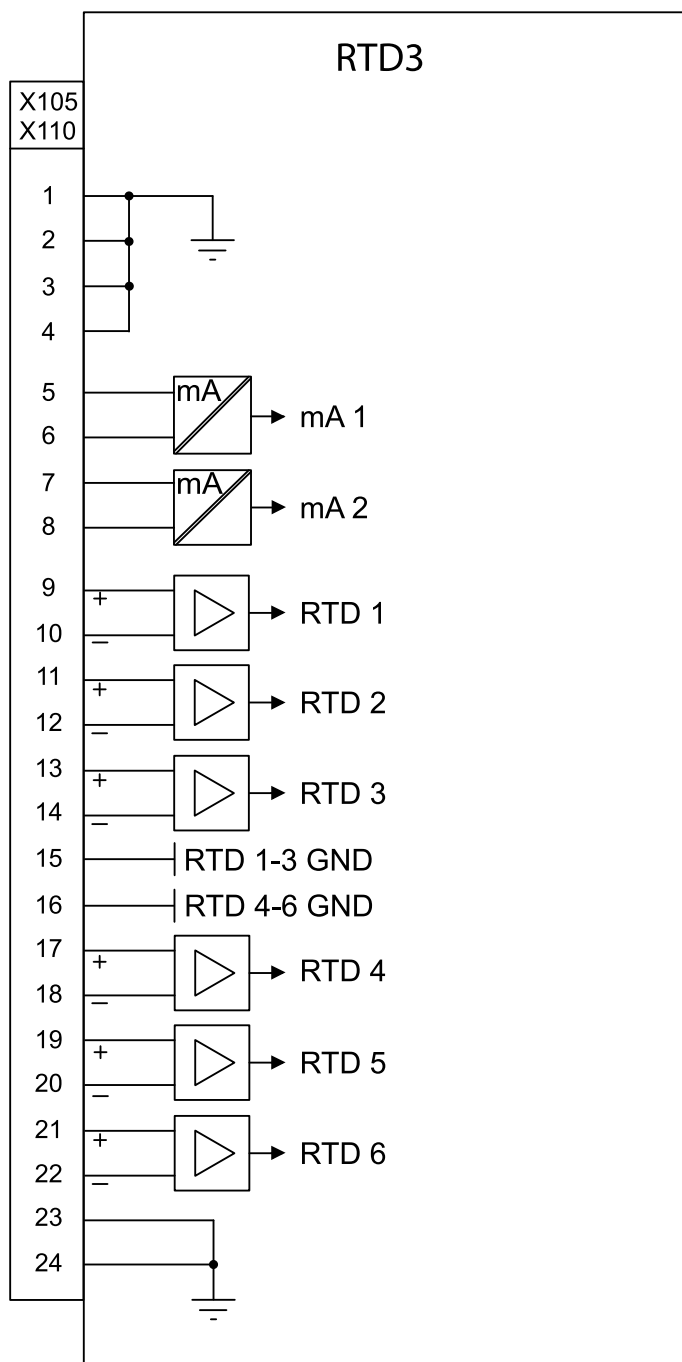 RTD3
X105
X110
1
2
3
4
5
mA
mA 1
6
7
mA
mA 2
8
9
+
RTD 1
10
–
11
+
RTD 2
12
–
13
+
RTD 3
14
–
15
RTD 1-3 GND
16
RTD 4-6 GND
17
+
RTD 4
18
–
19
+
RTD 5
20
–
21
+
RTD 6
22
–
23
24